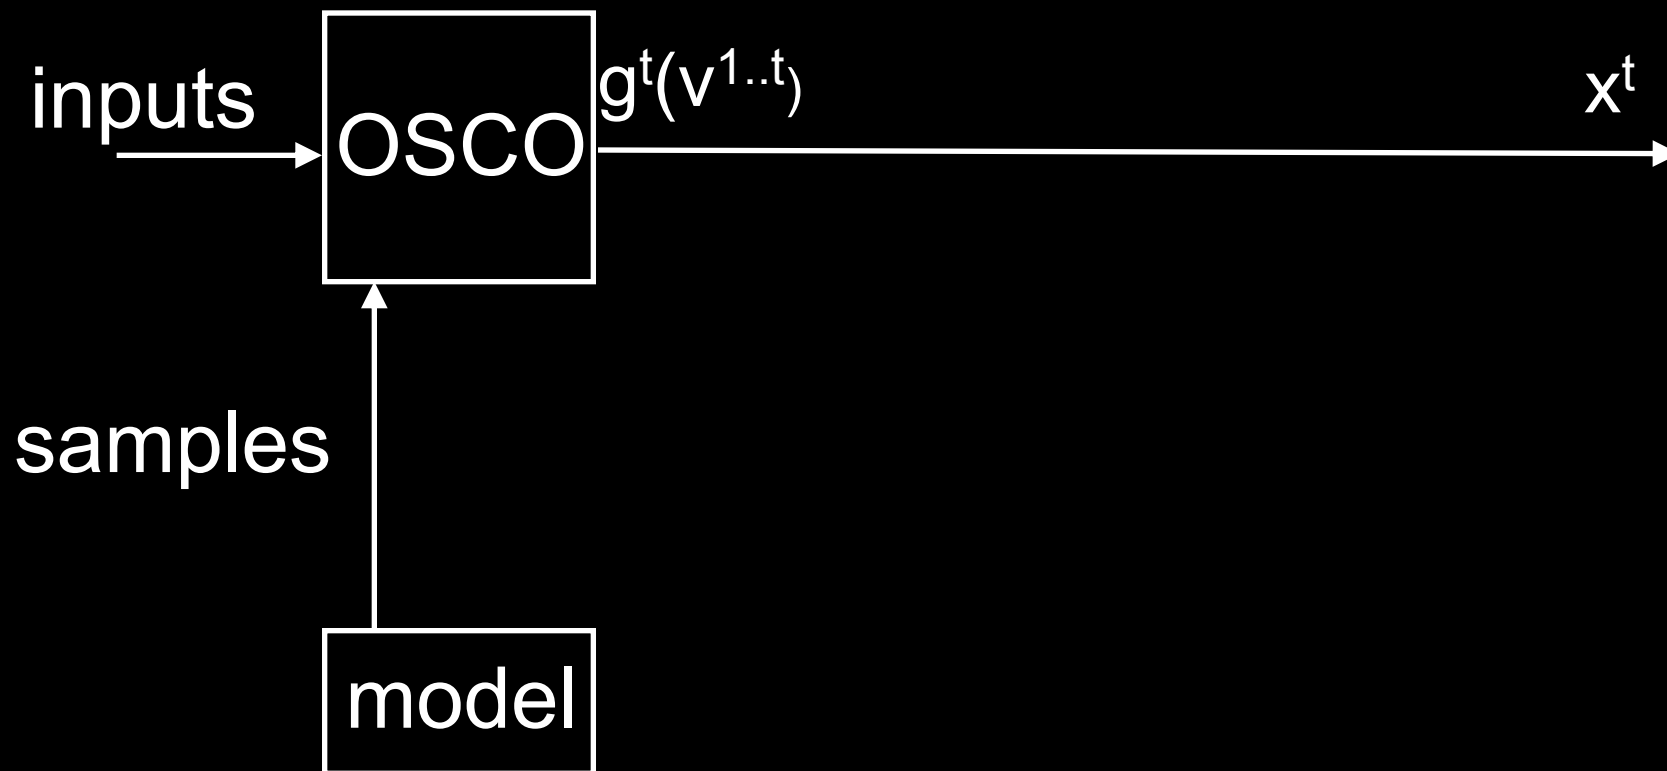 inputs
OSCO
g^t(v^1..t)
x^t
samples
model